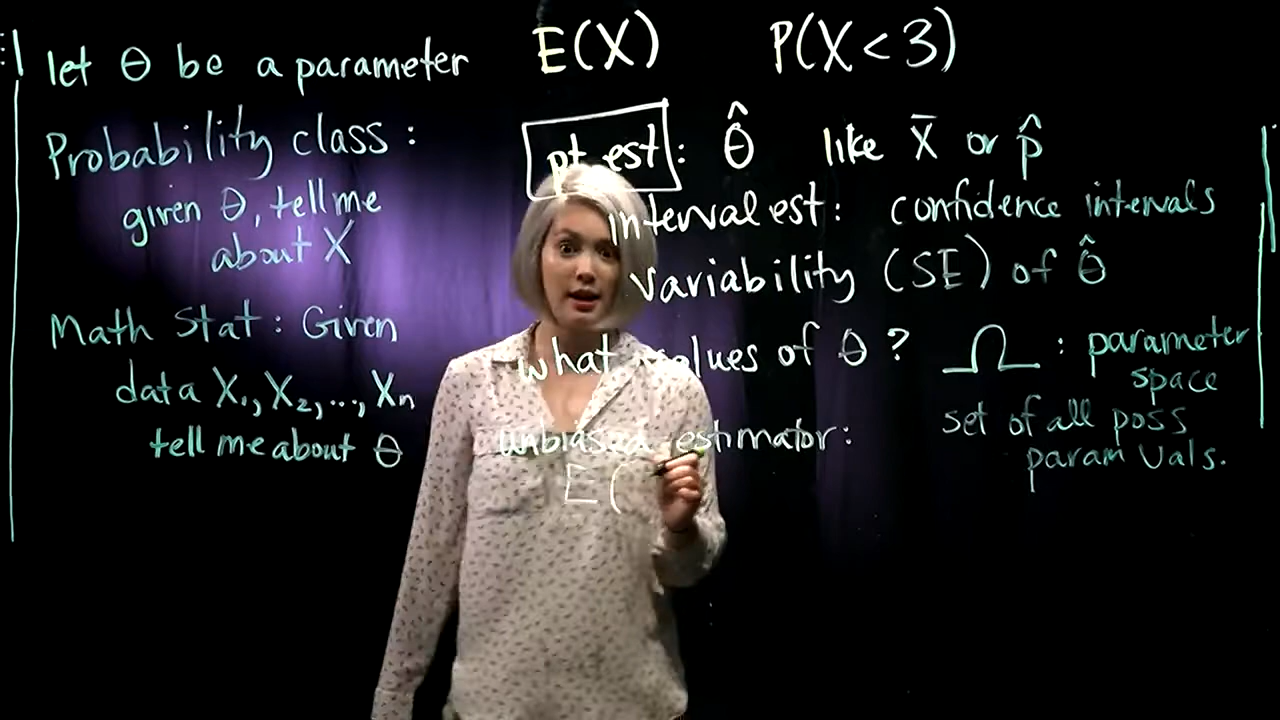 let θ be a parameter
Probability class:
given θ, tell me
about X
Math Stat: Given
data X₁, X₂, ..., Xₙ
tell me about θ
E(X) P(X < 3)
pt est: θ̂ like X̄ or p̂
interval est: confidence intervals
variability (SE) of θ̂
what values of θ?
Ω: parameter
space
set of all poss
param vals.
unbiased estimator:
E(